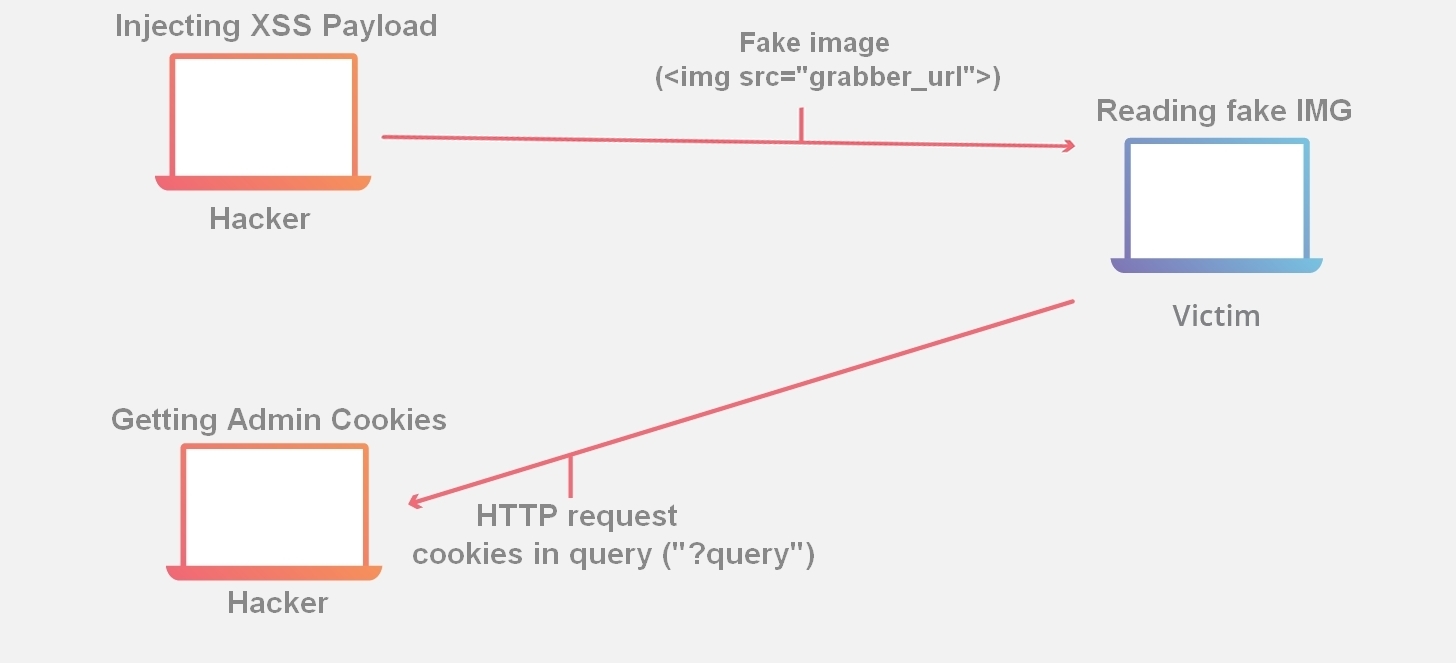 Injecting XSS Payload
Hacker
Fake image
(<img src="grabber_url">)
Reading fake IMG
Victim
Getting Admin Cookies
Hacker
HTTP request
cookies in query ("?query")